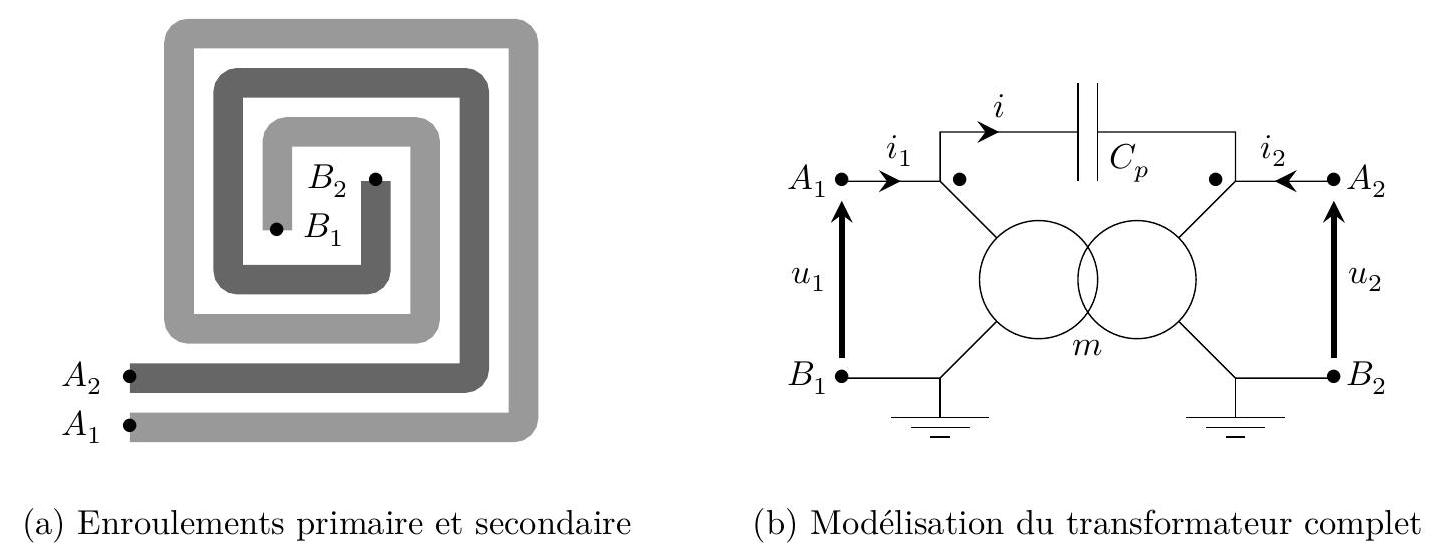 B₂
B₁
A₂
A₁
i
i₁
Cₚ
i₂
A₁
A₂
u₁
u₂
m
B₁
B₂
(a) Enroulements primaire et secondaire
(b) Modélisation du transformateur complet